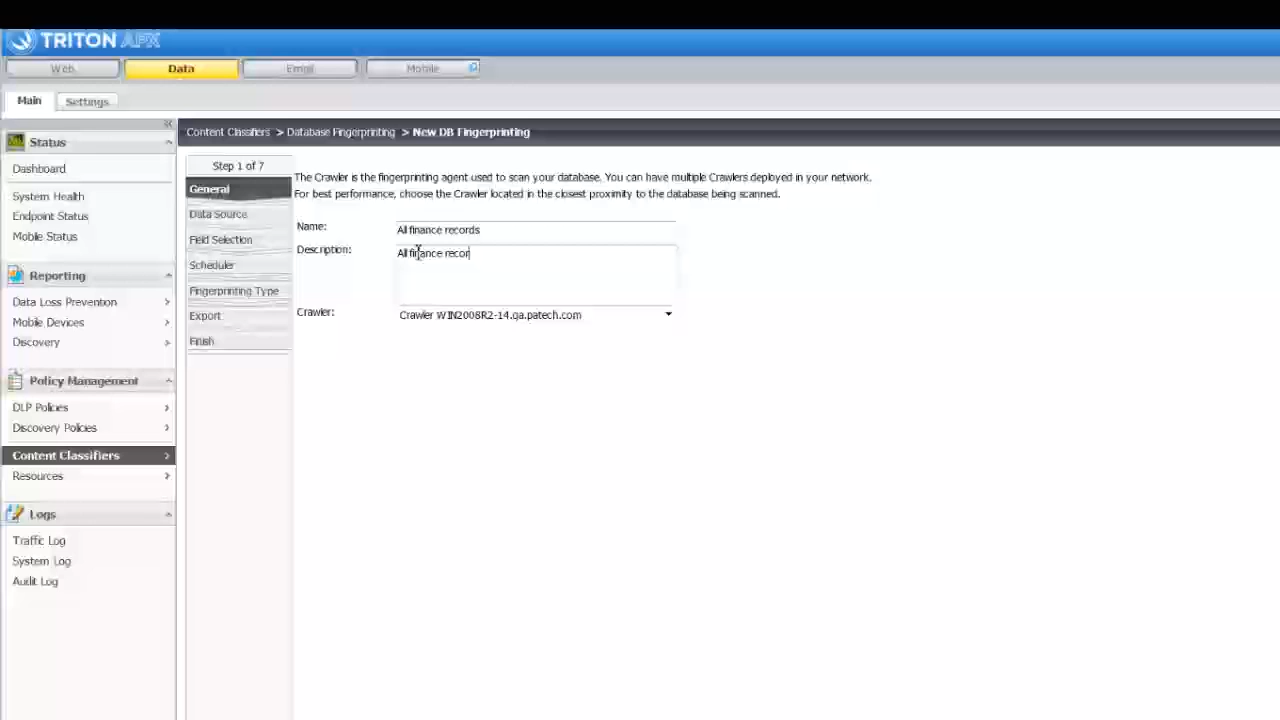 TRITON APX
Web
Data
Email
Mobile
Main
Settings
Content Classifiers > Database Fingerprinting > New DB Fingerprinting
Status
Dashboard
System Health
Endpoint Status
Mobile Status
Reporting
Data Loss Prevention
Mobile Devices
Discovery
Policy Management
DLP Policies
Discovery Policies
Content Classifiers
Resources
Logs
Traffic Log
System Log
Audit Log
Step 1 of 7
General
Data Source
Field Selection
Scheduler
Fingerprinting Type
Export
Finish
The Crawler is the fingerprinting agent used to scan your database. You can have multiple Crawlers deployed in your network.
For best performance, choose the Crawler located in the closest proximity to the database being scanned.
Name: All finance records
Description: All finance recor
Crawler: Crawler WIN2008R2-14.qa.patech.com